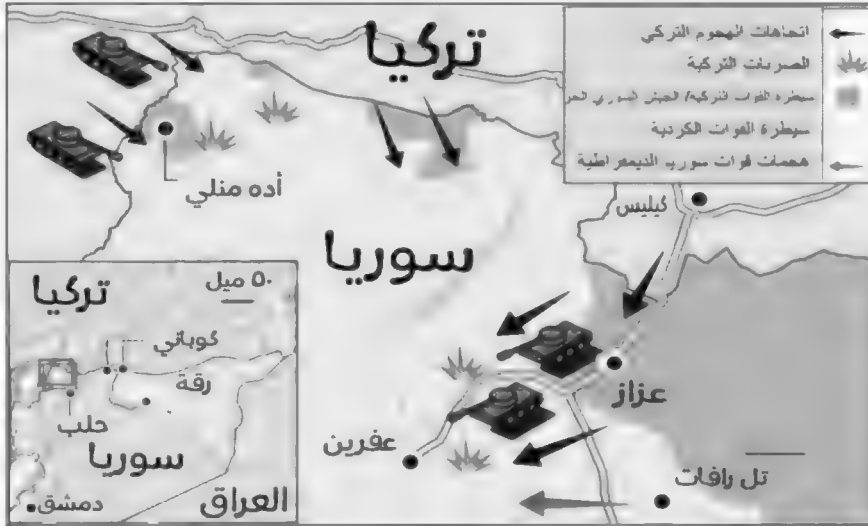 تركيا
اتجاهات الهجوم التركي
الضربات التركية
سيطرة القوات التركية/ الجيش السوري الحر
سيطرة القوات الكردية
هجمات قوات سوريا الديمقراطية
كيليس
أده منلي
سوريا
عزاز
عفرين
تل رافات
تركيا
٥٠ ميل
كوباني
رقة
حلب
سوريا
دمشق
العراق